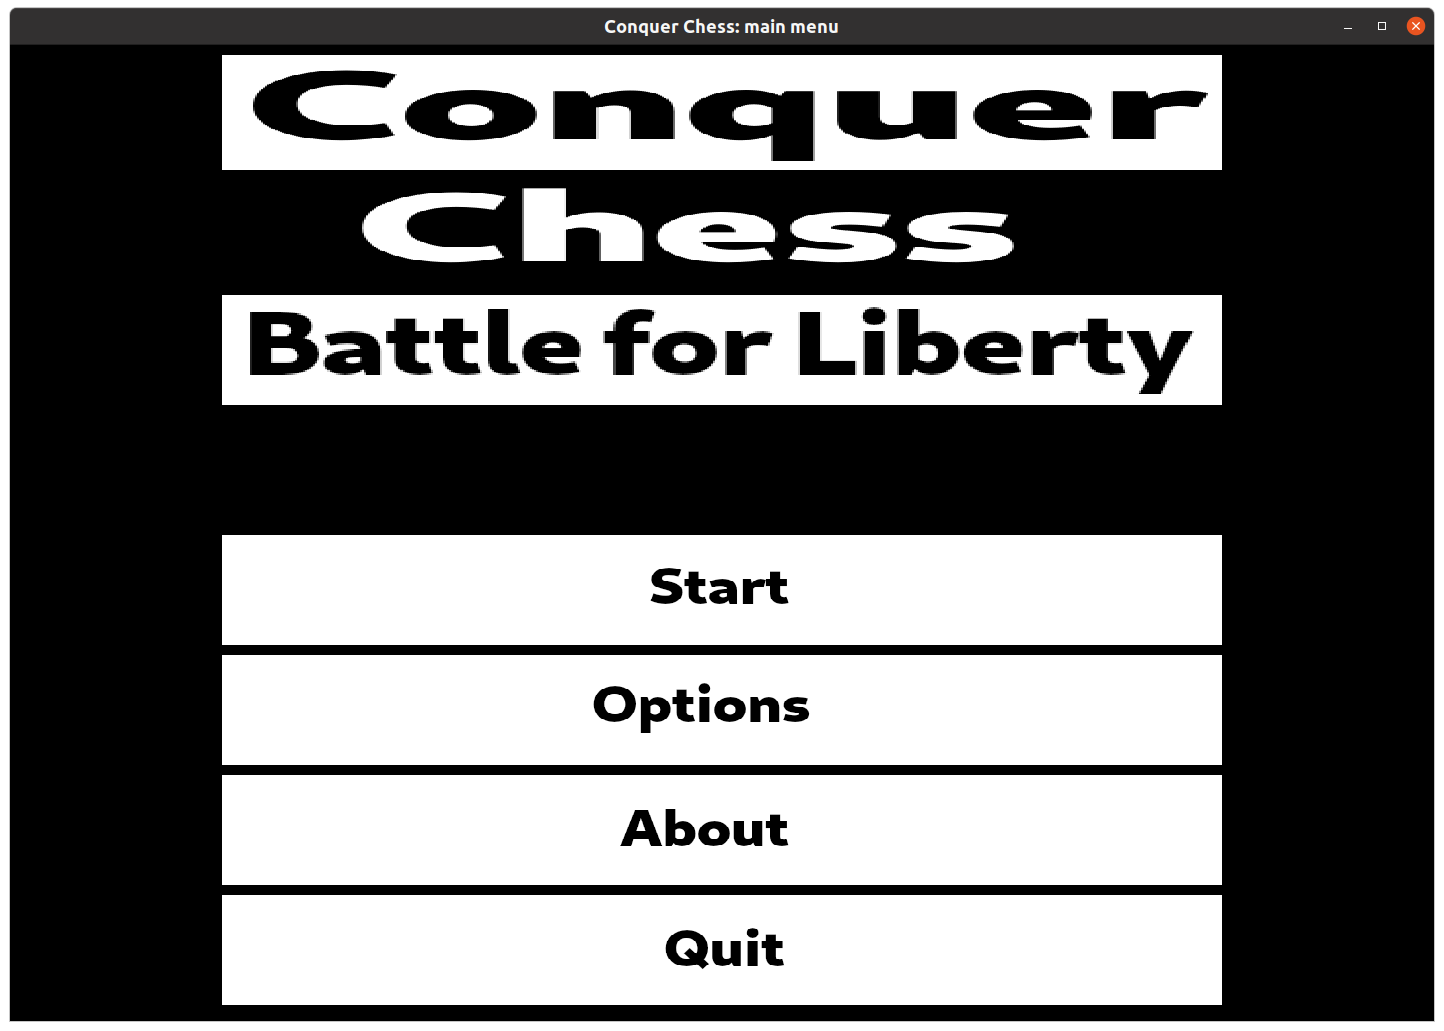 Conquer Chess: main menu
Conquer
Chess
Battle for Liberty
Start
Options
About
Quit